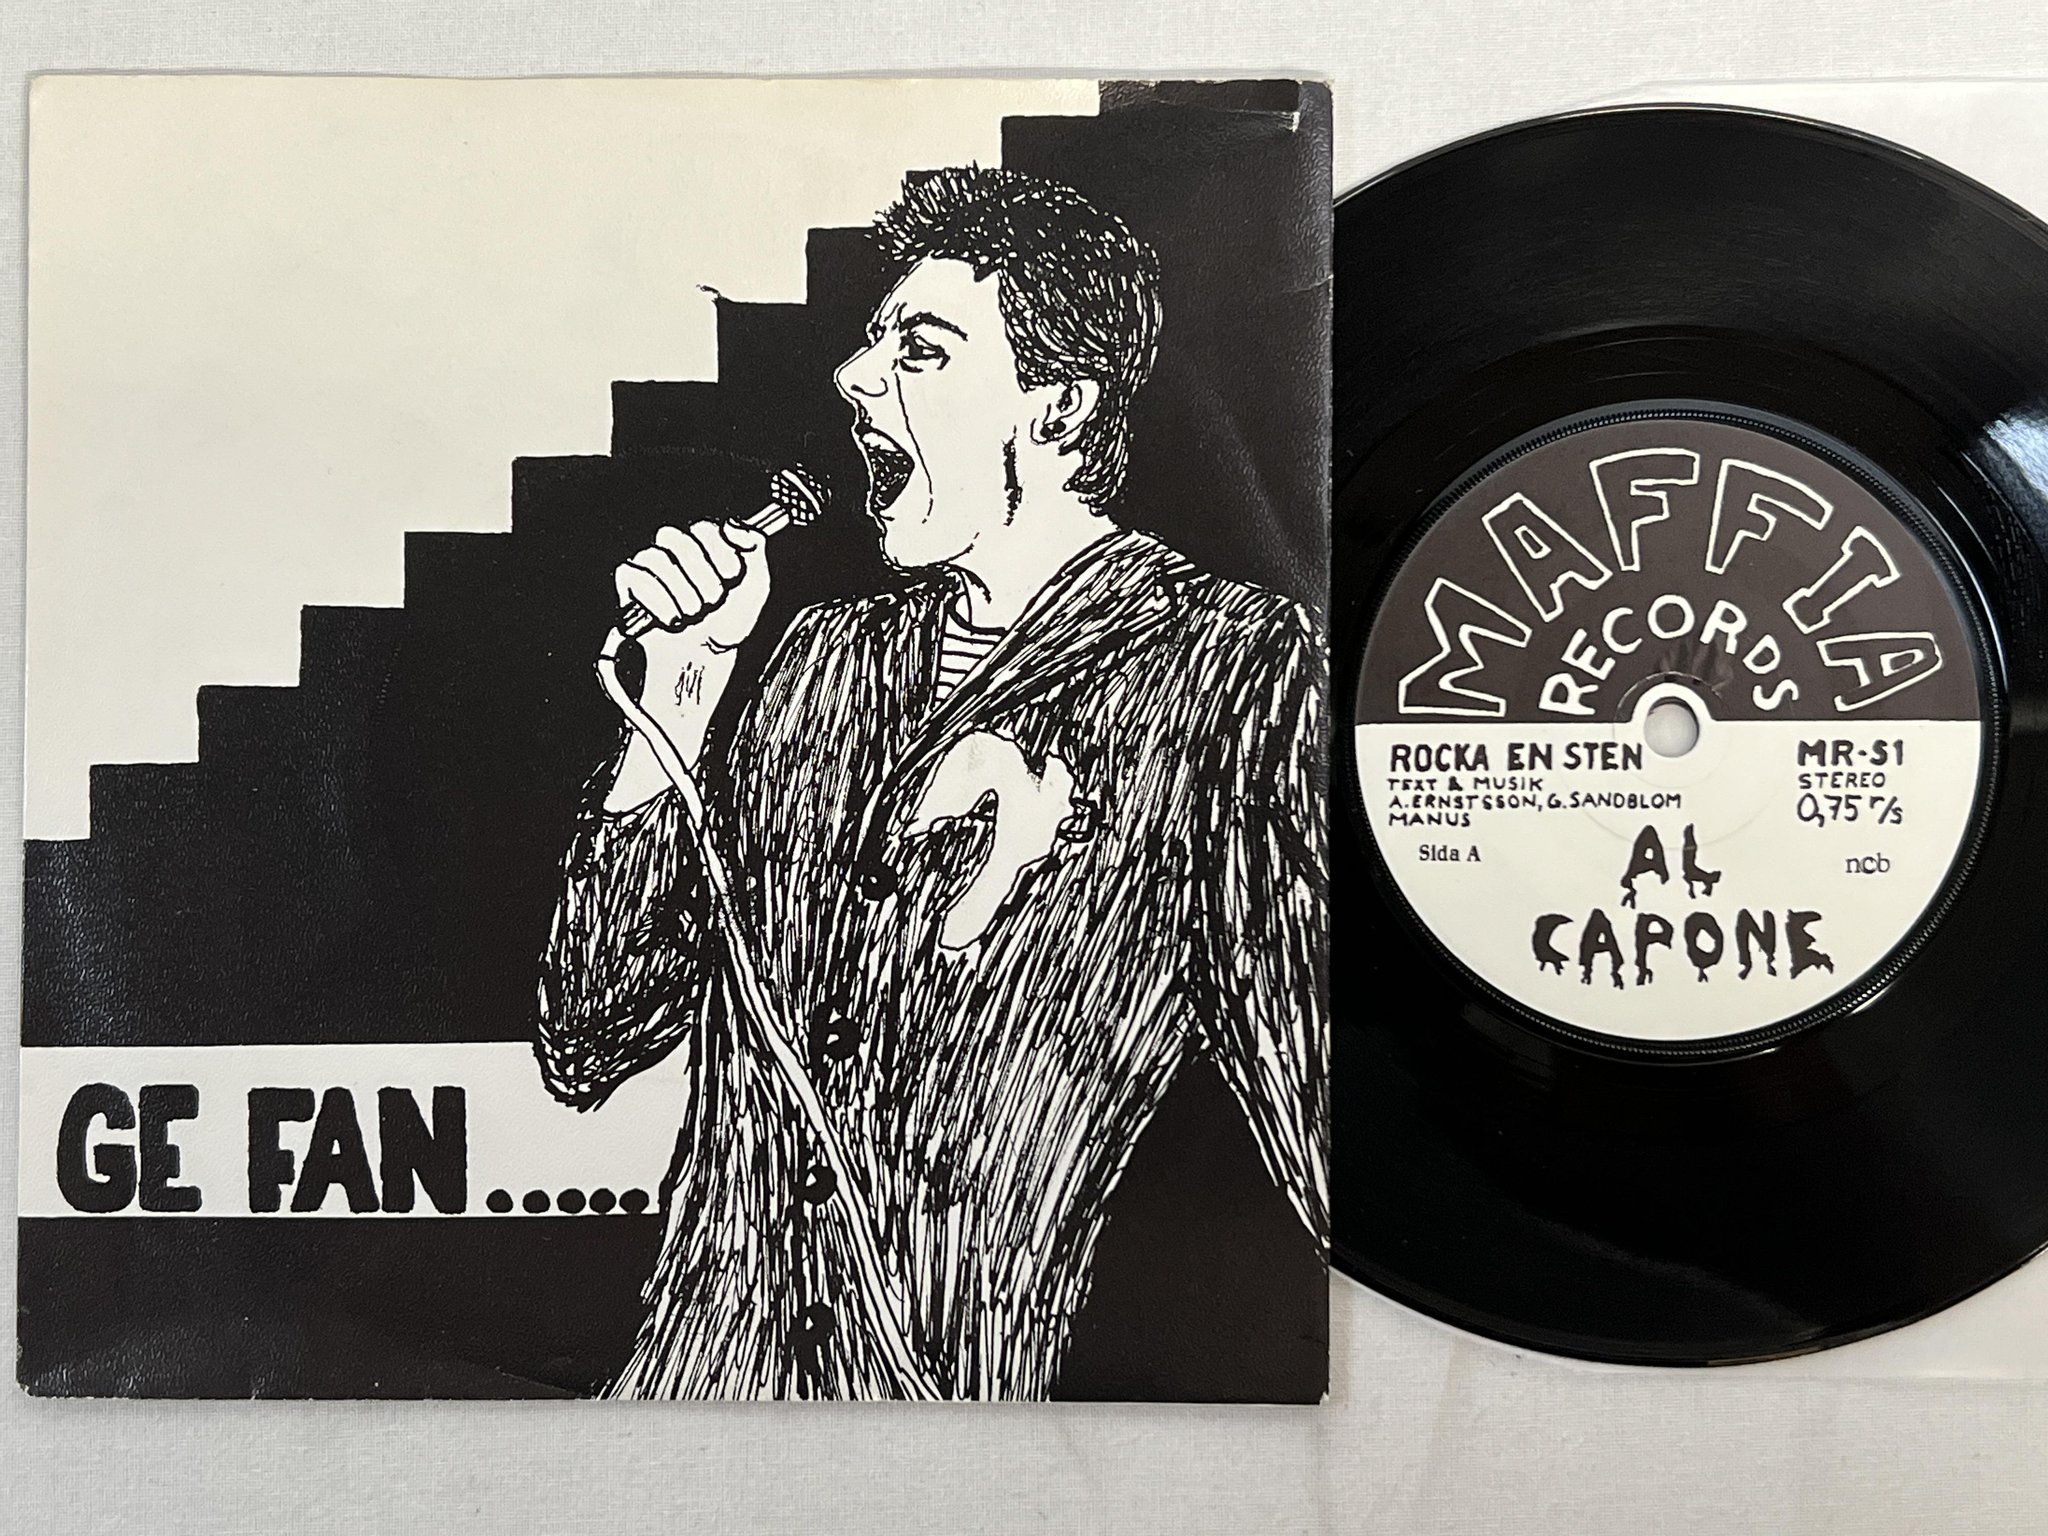 GE FAN.....
MAFFIA
RECORDS
ROCKA EN STEN
TEXT & MUSIK
A. ERNSTSSON, G. SANDBLOM
MANUS
Sida A
MR-S1
STEREO
0,75 r/s
ncb
AL
CAPONE